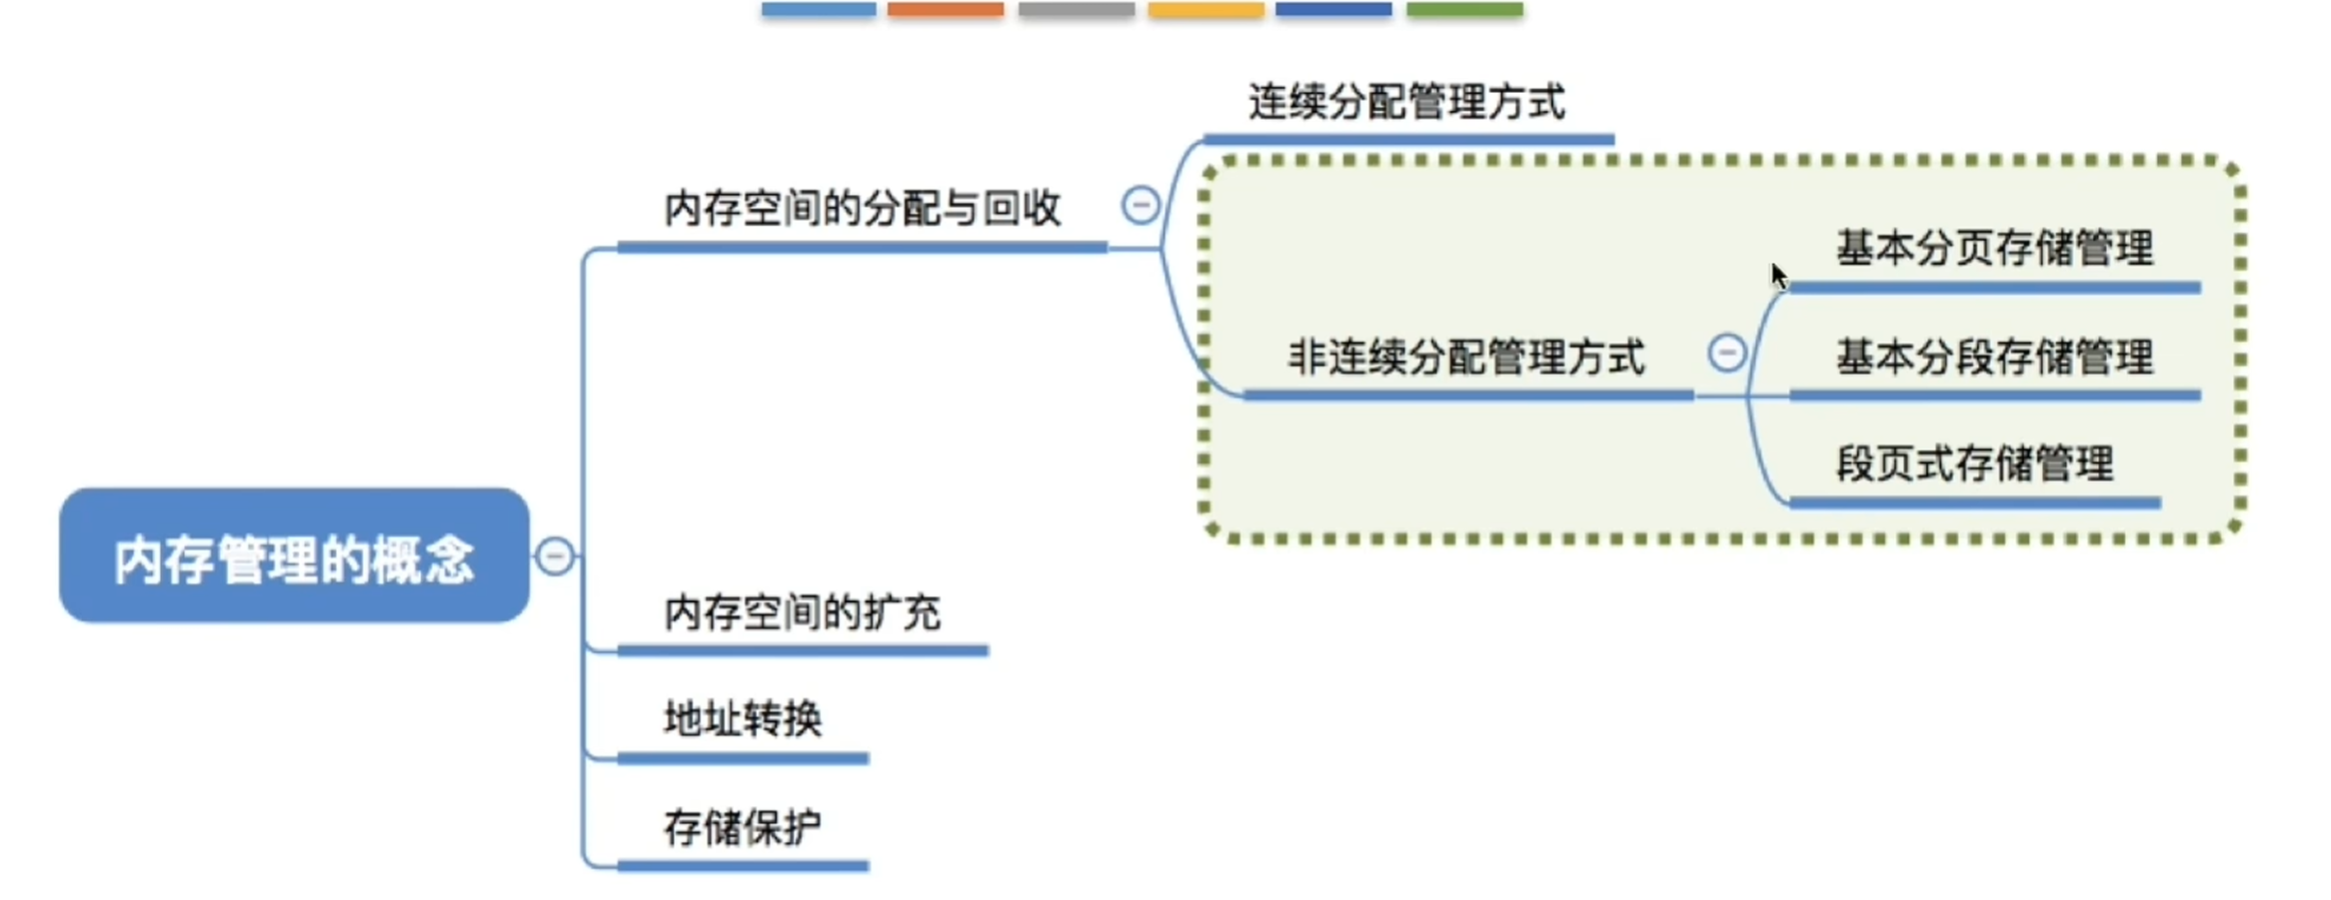 连续分配管理方式
内存空间的分配与回收
基本分页存储管理
非连续分配管理方式
基本分段存储管理
段页式存储管理
内存管理的概念
内存空间的扩充
地址转换
存储保护